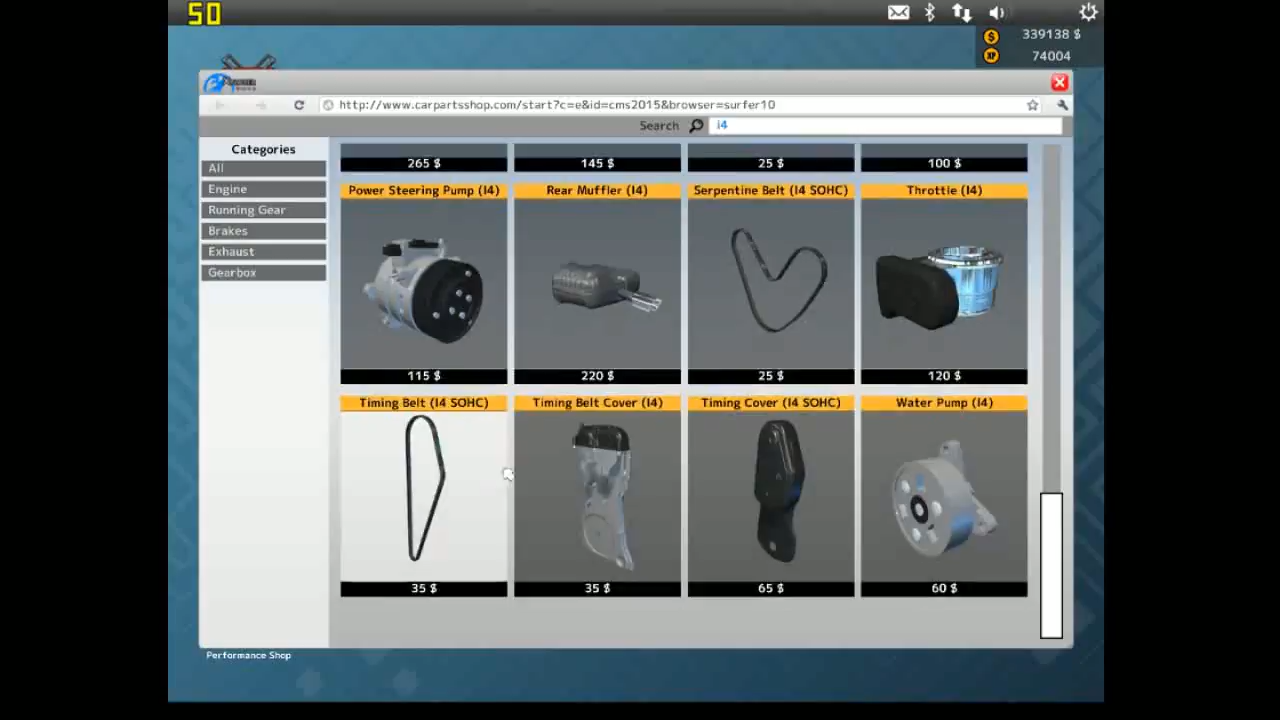 50
339138 $
74004
http://www.carpartsshop.com/start?c=e&id=cms2015&browser=surfer10
Search i4
Categories
All
Engine
Running Gear
Brakes
Exhaust
Gearbox
265 $ 145 $ 25 $ 100 $
Power Steering Pump (I4) Rear Muffler (I4) Serpentine Belt (I4 SOHC) Throttle (I4)
115 $ 220 $ 25 $ 120 $
Timing Belt (I4 SOHC) Timing Belt Cover (I4) Timing Cover (I4 SOHC) Water Pump (I4)
35 $ 35 $ 65 $ 60 $
Performance Shop